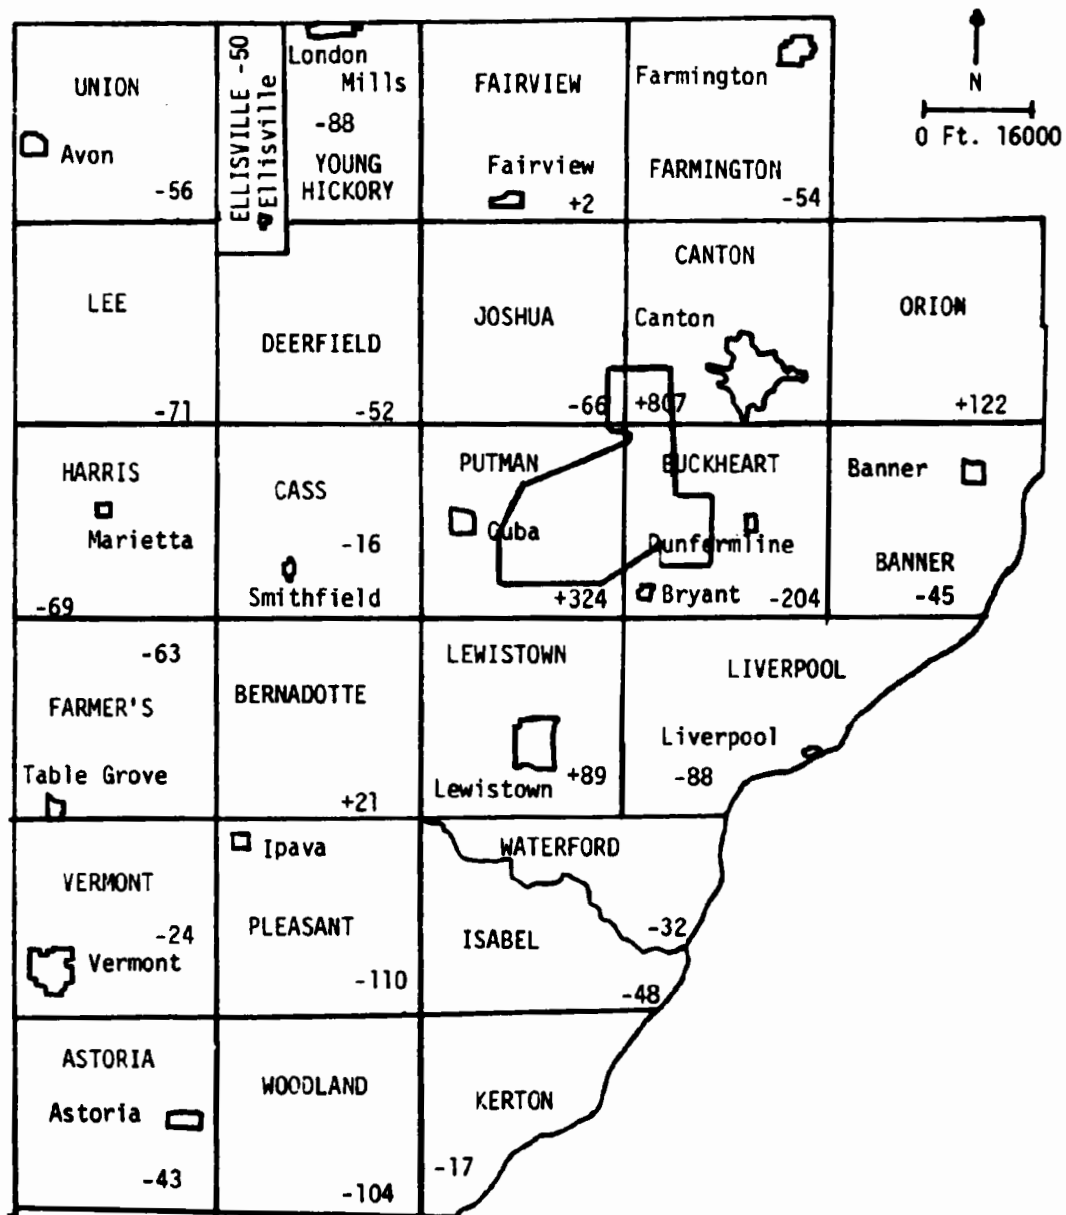 UNION
Avon
-56
ELLISVILLE -50
Ellisville
London
Mills
-88
YOUNG
HICKORY
FAIRVIEW
Fairview
+2
Farmington
FARMINGTON
-54
N
0 Ft. 16000
LEE
-71
DEERFIELD
-52
JOSHUA
-66
CANTON
Canton
+807
ORION
+122
HARRIS
Marietta
-69
CASS
-16
Smithfield
PUTMAN
Cuba
+324
BUCKHEART
Dunfermline
Bryant
-204
Banner
BANNER
-45
-63
FARMER'S
Table Grove
BERNADOTTE
+21
LEWISTOWN
+89
Lewistown
LIVERPOOL
Liverpool
-88
VERMONT
-24
Vermont
Ipava
PLEASANT
-110
WATERFORD
-32
ISABEL
-48
ASTORIA
Astoria
-43
WOODLAND
-104
KERTON
-17